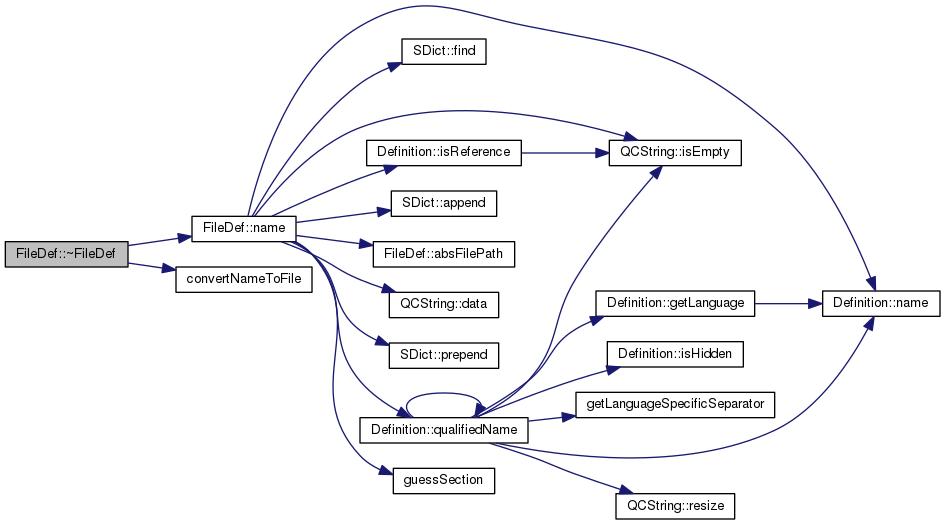 SDict::find
Definition::isReference
QCString::isEmpty
SDict::append
FileDef::name
FileDef::~FileDef
FileDef::absFilePath
convertNameToFile
QCString::data
Definition::getLanguage
Definition::name
SDict::prepend
Definition::isHidden
getLanguageSpecificSeparator
Definition::qualifiedName
guessSection
QCString::resize